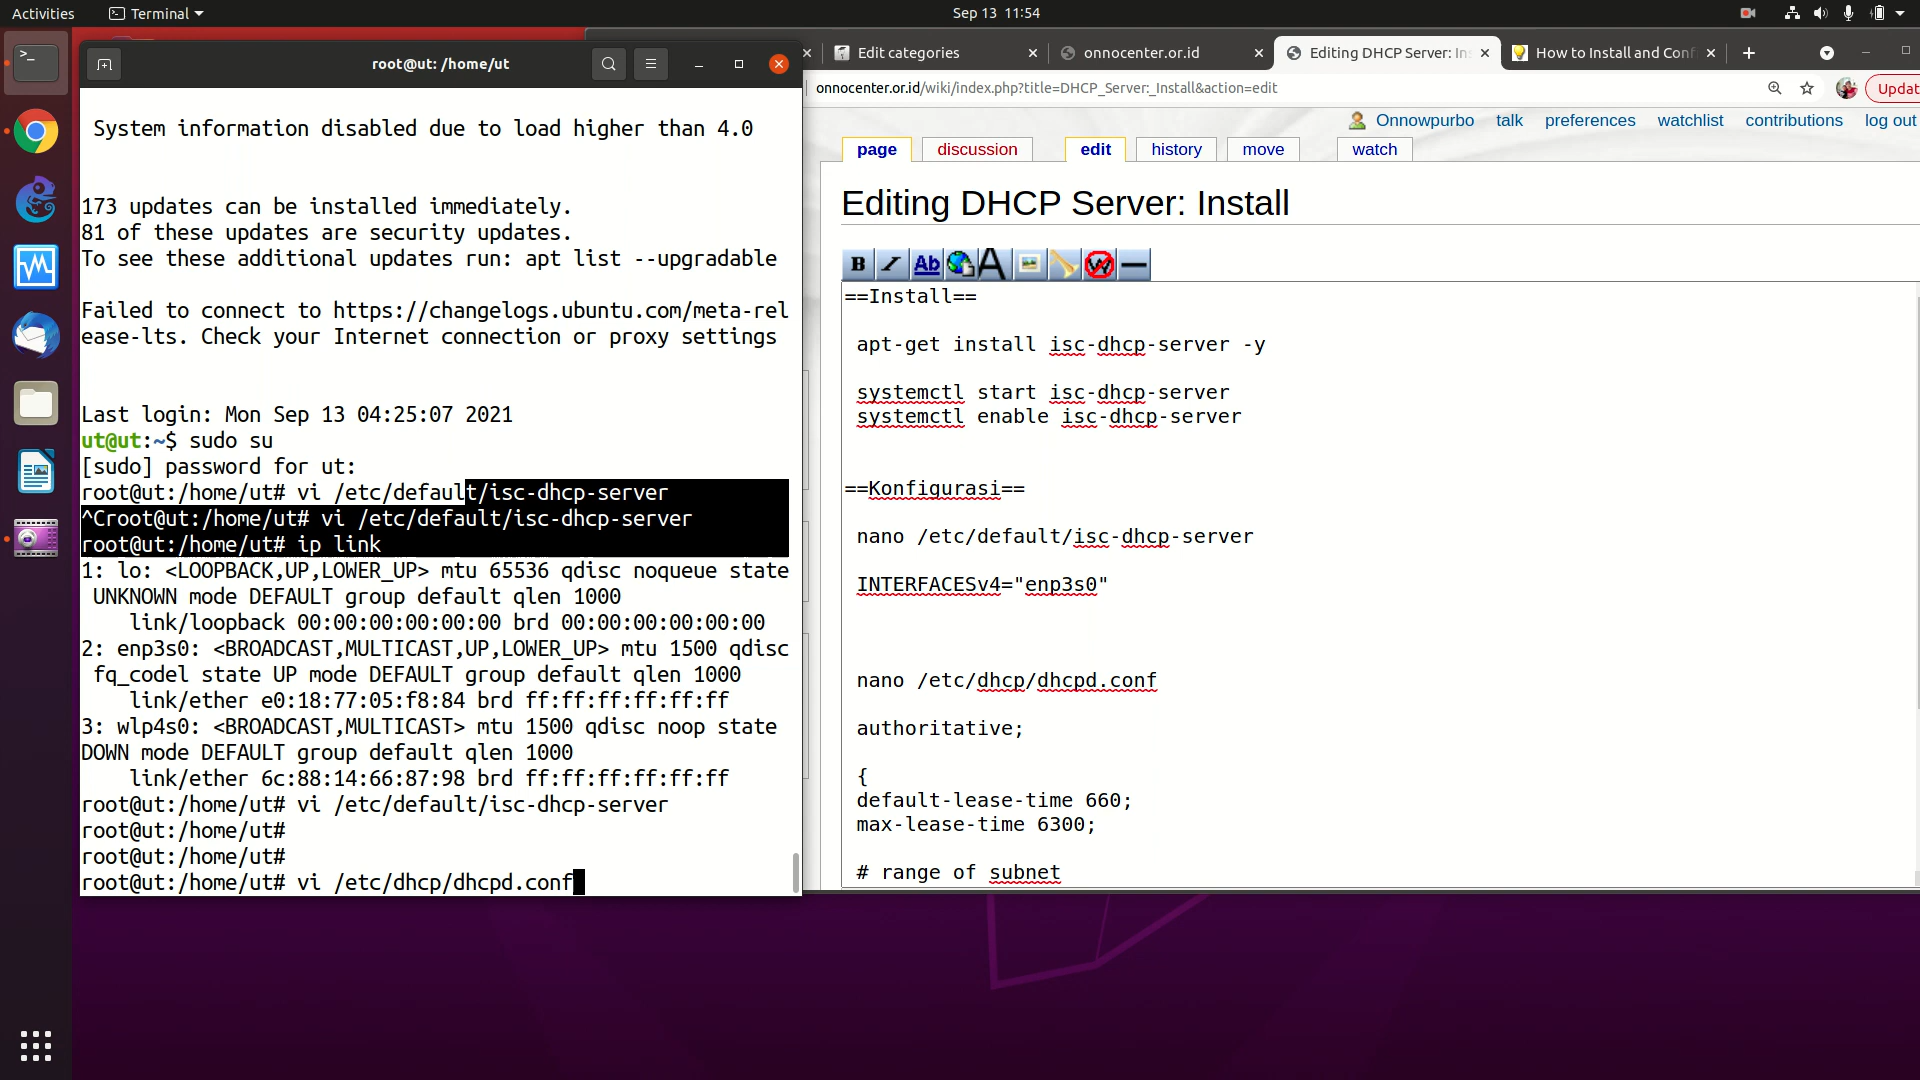 Activities
Terminal
Sep 13 11:54
root@ut: /home/ut
System information disabled due to load higher than 4.0
173 updates can be installed immediately.
81 of these updates are security updates.
To see these additional updates run: apt list --upgradable
Failed to connect to https://changelogs.ubuntu.com/meta-rel
ease-lts. Check your Internet connection or proxy settings
Last login: Mon Sep 13 04:25:07 2021
ut@ut:~$ sudo su
[sudo] password for ut:
root@ut:/home/ut# vi /etc/default/isc-dhcp-server
^Croot@ut:/home/ut# vi /etc/default/isc-dhcp-server
root@ut:/home/ut# ip link
1: lo: <LOOPBACK,UP,LOWER_UP> mtu 65536 qdisc noqueue state
UNKNOWN mode DEFAULT group default qlen 1000
link/loopback 00:00:00:00:00:00 brd 00:00:00:00:00:00
2: enp3s0: <BROADCAST,MULTICAST,UP,LOWER_UP> mtu 1500 qdisc
fq_codel state UP mode DEFAULT group default qlen 1000
link/ether e0:18:77:05:f8:84 brd ff:ff:ff:ff:ff:ff
3: wlp4s0: <BROADCAST,MULTICAST> mtu 1500 qdisc noop state
DOWN mode DEFAULT group default qlen 1000
link/ether 6c:88:14:66:87:98 brd ff:ff:ff:ff:ff:ff
root@ut:/home/ut# vi /etc/default/isc-dhcp-server
root@ut:/home/ut#
root@ut:/home/ut#
root@ut:/home/ut# vi /etc/dhcp/dhcpd.conf
Edit categories
onnocenter.or.id
Editing DHCP Server: Ins
How to Install and Conf
onnocenter.or.id/wiki/index.php?title=DHCP_Server:_Install&action=edit
Updat
Onnowpurbo talk preferences watchlist contributions log out
page discussion edit history move watch
Editing DHCP Server: Install
B I Ab A W
==Install==
apt-get install isc-dhcp-server -y
systemctl start isc-dhcp-server
systemctl enable isc-dhcp-server
==Konfigurasi==
nano /etc/default/isc-dhcp-server
INTERFACESv4="enp3s0"
nano /etc/dhcp/dhcpd.conf
authoritative;
{
default-lease-time 660;
max-lease-time 6300;
# range of subnet